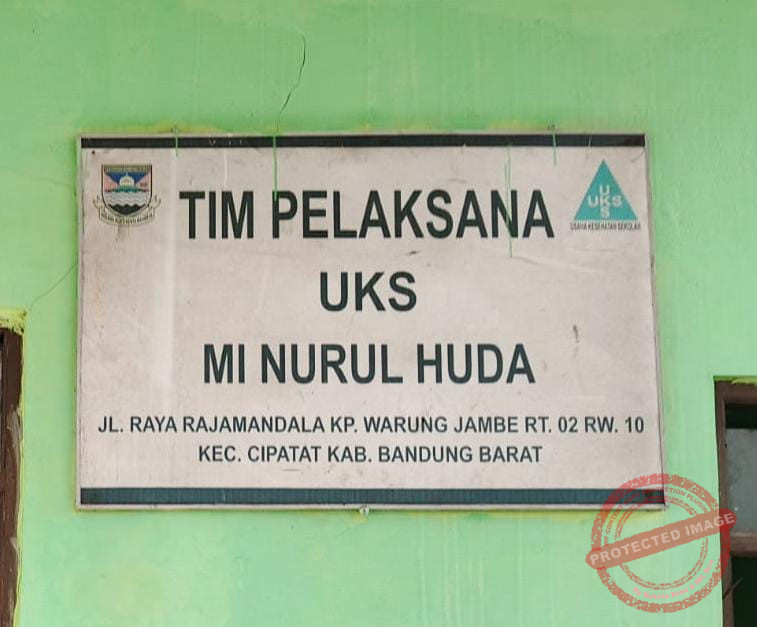 TIM PELAKSANA
UKS
UKS
USAHA KESEHATAN SEKOLAH
UKS
MI NURUL HUDA
JL. RAYA RAJAMANDALA KP. WARUNG JAMBE RT. 02 RW. 10
KEC. CIPATAT KAB. BANDUNG BARAT
PROTECTED IMAGE